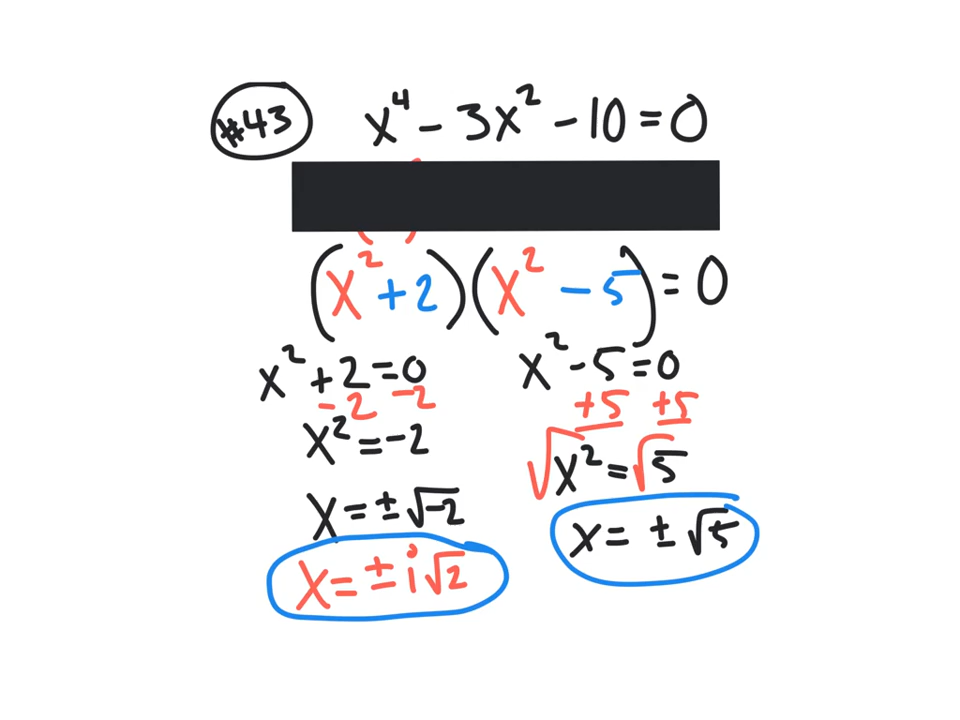 #43 x⁴ - 3x² - 10 = 0
(x² + 2)(x² - 5) = 0
x² + 2 = 0 x² - 5 = 0
- 2 - 2 + 5 + 5
x² = -2 √x² = √5
x = ± √-2 x = ± √5
x = ± i√2